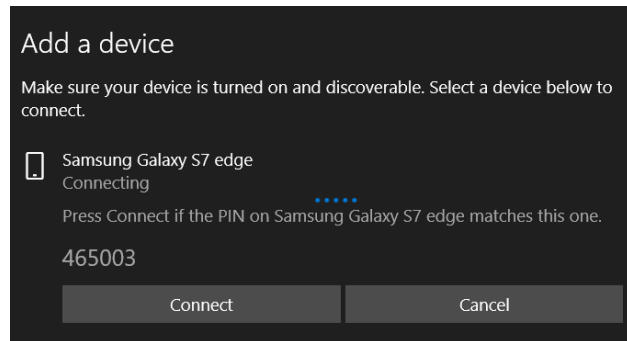 Add a device
Make sure your device is turned on and discoverable. Select a device below to
connect.
Samsung Galaxy S7 edge
Connecting
Press Connect if the PIN on Samsung Galaxy S7 edge matches this one.
465003
Connect
Cancel